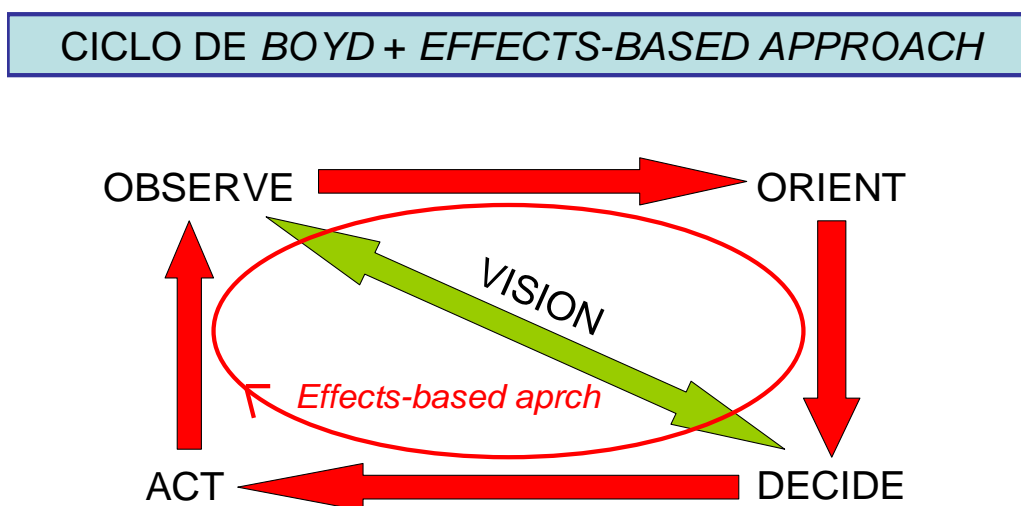 CICLO DE BOYD + EFFECTS-BASED APPROACH
OBSERVE
ORIENT
VISION
Effects-based aprch
ACT
DECIDE